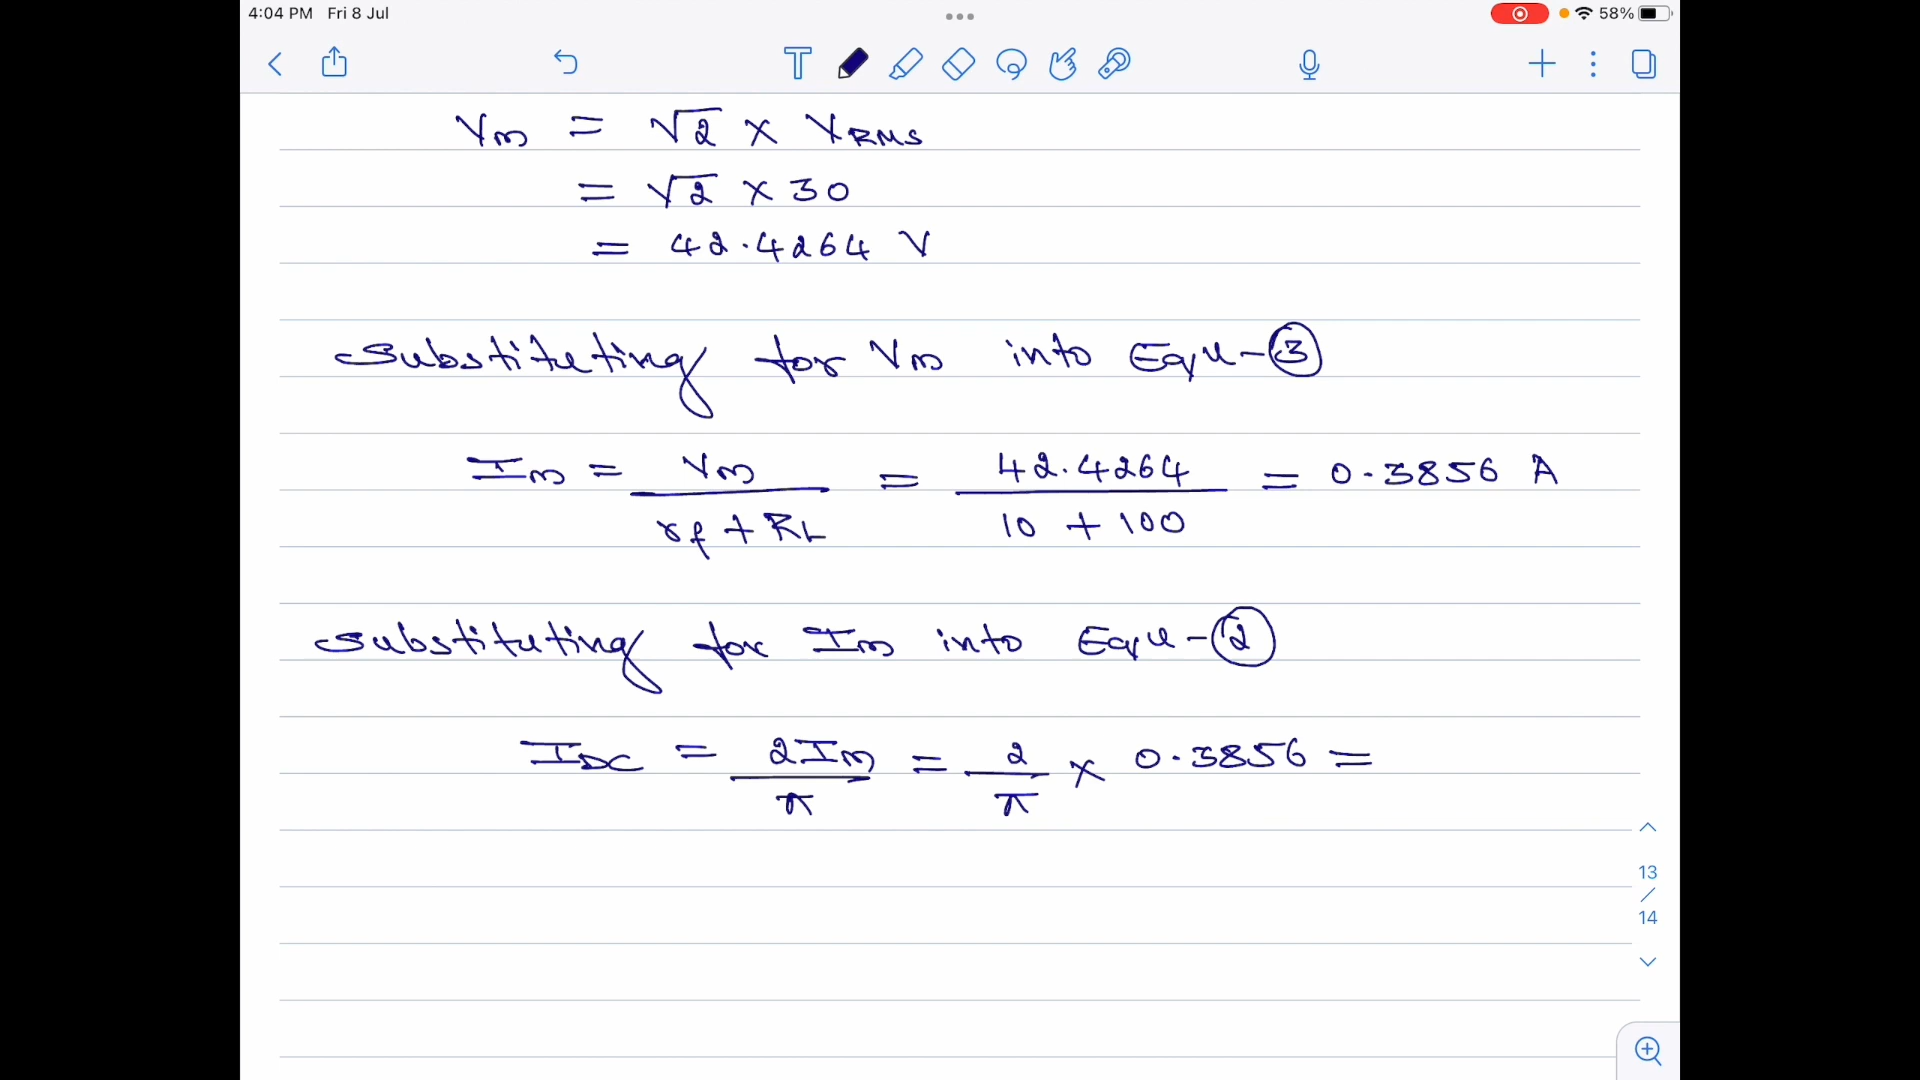 4:04 PM Fri 8 Jul
58%
T
Vm = √2 × VRMS
= √2 × 30
= 42.4264 V
Substituting for Vm into Equ-③
Im = Vm / rf + RL = 42.4264 / 10 + 100 = 0.3856 A
Substituting for Im into Equ-②
IDC = 2Im / π = 2 / π × 0.3856 =
13
/
14